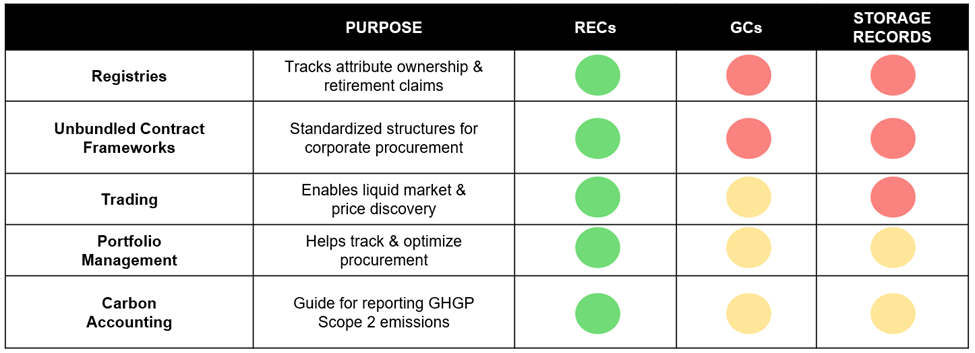 PURPOSE
RECs
GCs
STORAGE
RECORDS
Registries
Tracks attribute ownership &
retirement claims
Unbundled Contract
Frameworks
Standardized structures for
corporate procurement
Trading
Enables liquid market &
price discovery
Portfolio
Management
Helps track & optimize
procurement
Carbon
Accounting
Guide for reporting GHGP
Scope 2 emissions